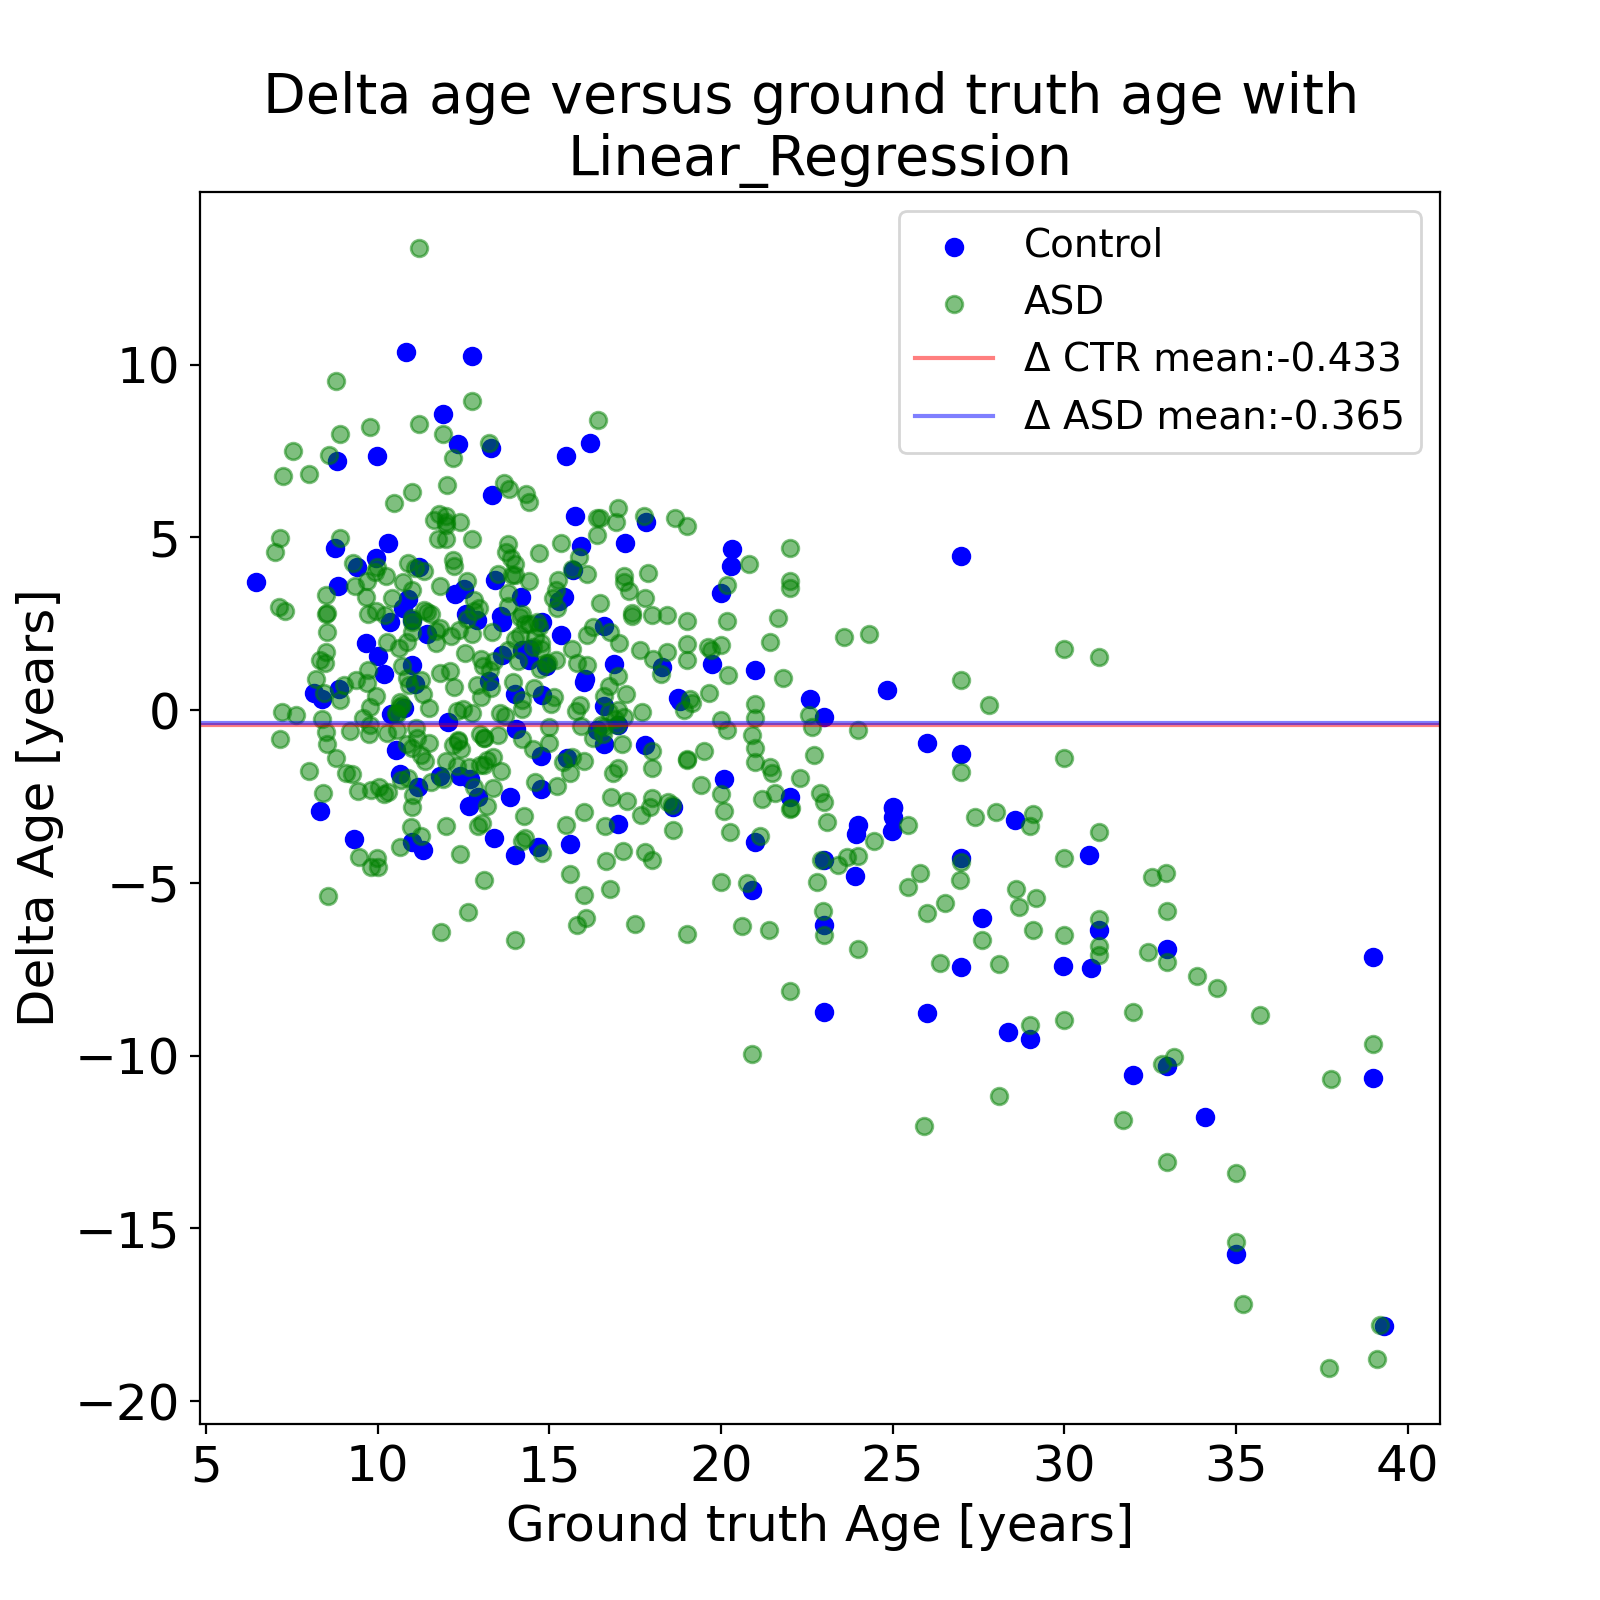 Delta age versus ground truth age with
Linear_Regression
Control
ASD
Δ CTR mean:-0.433
Δ ASD mean:-0.365
10
5
0
−5
−10
−15
−20
Delta Age [years]
5 10 15 20 25 30 35 40
Ground truth Age [years]